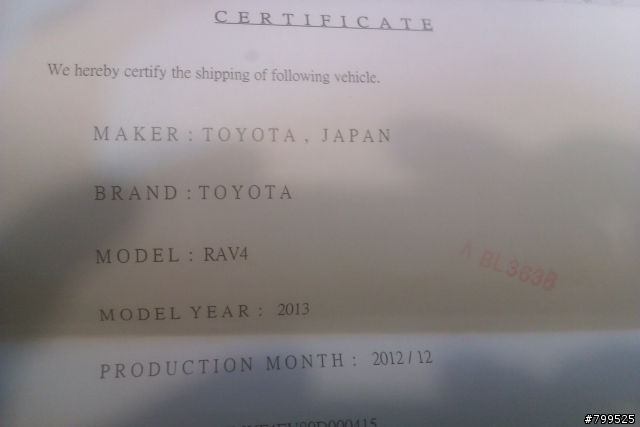 CERTIFICATE
We hereby certify the shipping of following vehicle.
MAKER : TOYOTA , JAPAN
BRAND : TOYOTA
MODEL : RAV4
A BL3698
MODEL YEAR : 2013
PRODUCTION MONTH : 2012 / 12
#799525